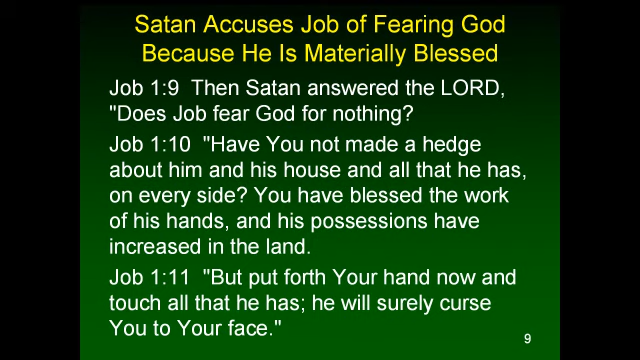 Satan Accuses Job of Fearing God
Because He Is Materially Blessed
Job 1:9 Then Satan answered the LORD,
"Does Job fear God for nothing?
Job 1:10 "Have You not made a hedge
about him and his house and all that he has,
on every side? You have blessed the work
of his hands, and his possessions have
increased in the land.
Job 1:11 "But put forth Your hand now and
touch all that he has; he will surely curse
You to Your face."
9